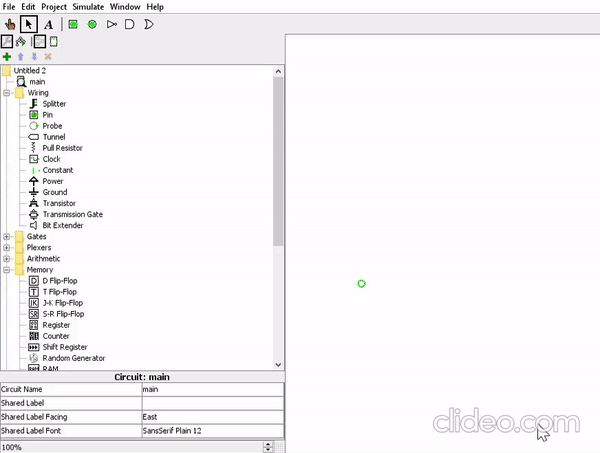 File Edit Project Simulate Window Help
A
Untitled 2
main
Wiring
Splitter
Pin
Probe
Tunnel
Pull Resistor
Clock
Constant
Power
Ground
Transistor
Transmission Gate
Bit Extender
Gates
Plexers
Arithmetic
Memory
D D Flip-Flop
T T Flip-Flop
JK J-K Flip-Flop
SR S-R Flip-Flop
Register
Counter
Shift Register
Random Generator
RAM
Circuit: main
Circuit Name main
Shared Label
Shared Label Facing East
Shared Label Font SansSerif Plain 12
100%
clideo.com